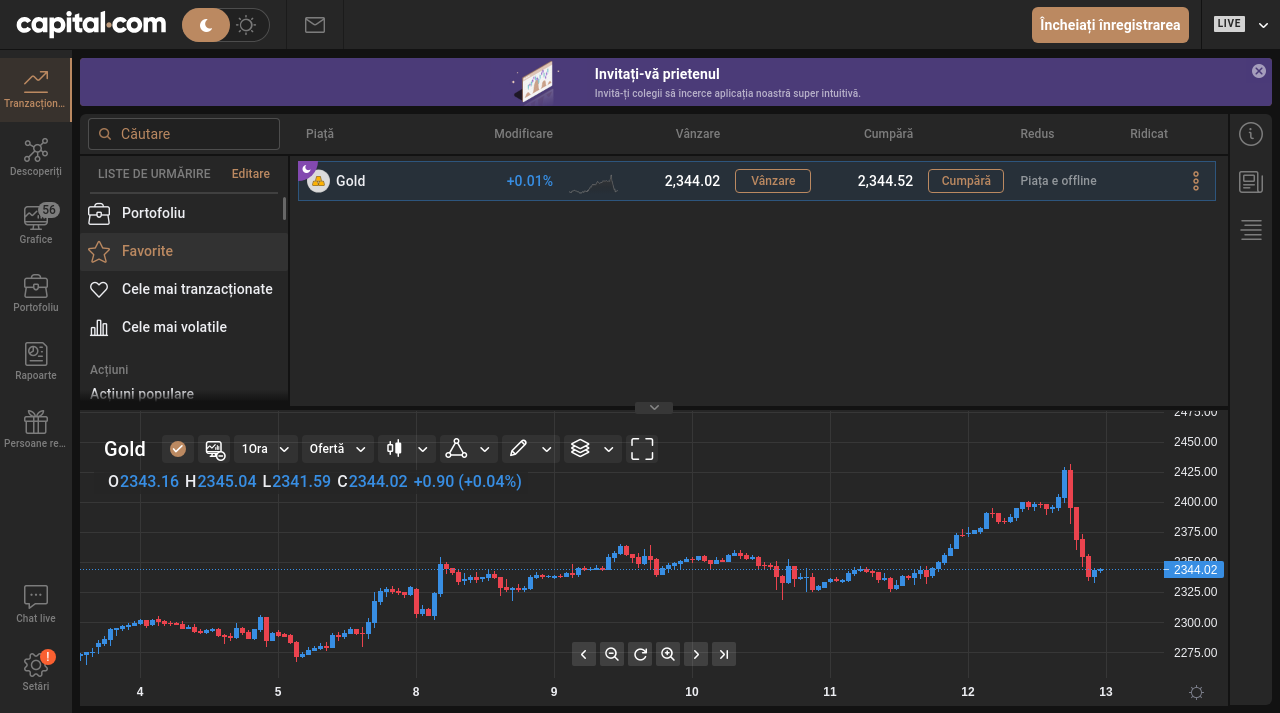 capital.com
Încheiați înregistrarea
LIVE
Invitați-vă prietenul
Invită-ți colegii să încerce aplicația noastră super intuitivă.
Tranzacțion...
Descoperiți
56
Grafice
Portofoliu
Rapoarte
Persoane re...
Chat live
!
Setări
Căutare
LISTE DE URMĂRIRE Editare
Portofoliu
Favorite
Cele mai tranzacționate
Cele mai volatile
Acțiuni
Acțiuni populare
Piață Modificare Vânzare Cumpără Redus Ridicat
Gold +0.01% 2,344.02 Vânzare 2,344.52 Cumpără Piața e offline
Gold 1Ora Ofertă
O2343.16 H2345.04 L2341.59 C2344.02 +0.90 (+0.04%)
2475.00
2450.00
2425.00
2400.00
2375.00
2350.00
2344.02
2325.00
2300.00
2275.00
4 5 8 9 10 11 12 13